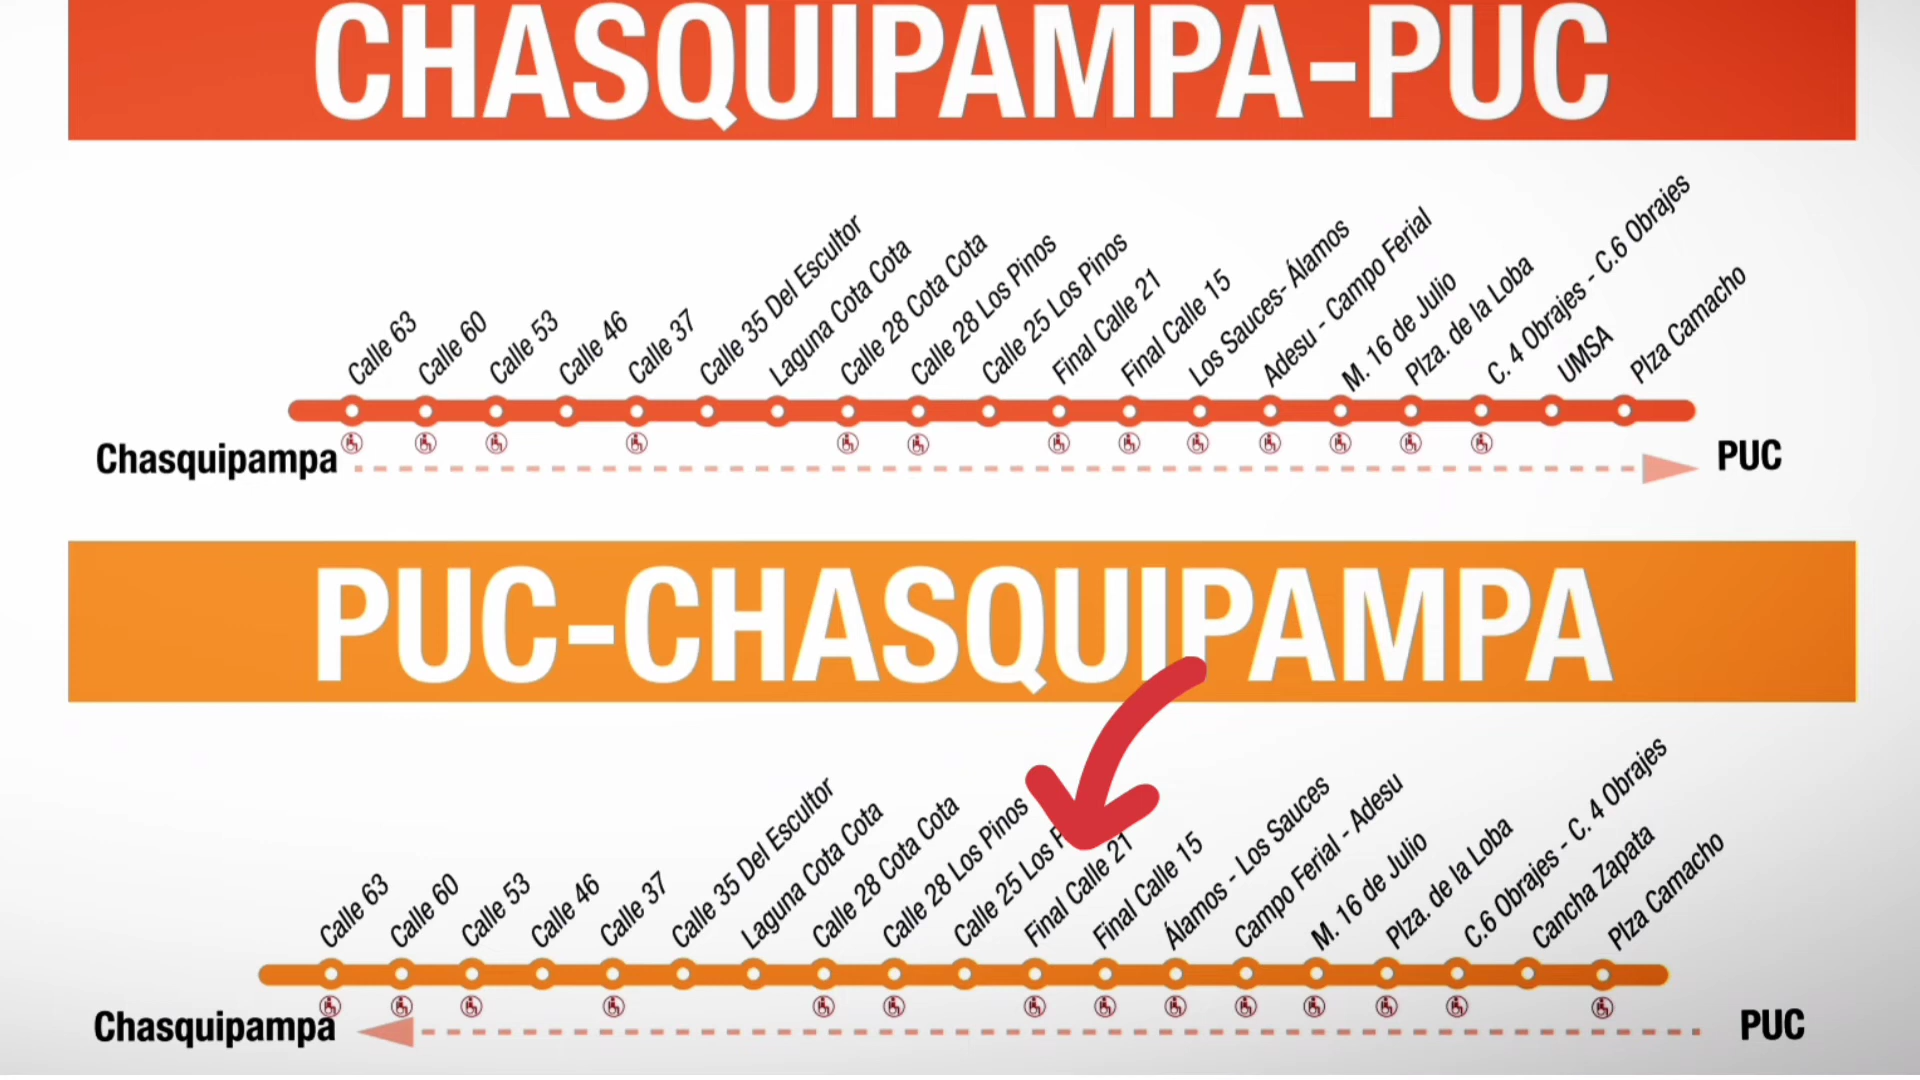 CHASQUIPAMPA-PUC
Calle 63
Calle 60
Calle 53
Calle 46
Calle 37
Calle 35 Del Escultor
Laguna Cota Cota
Calle 28 Cota Cota
Calle 28 Los Pinos
Calle 25 Los Pinos
Final Calle 21
Final Calle 15
Los Sauces- Álamos
Adesu - Campo Ferial
M. 16 de Julio
Plza. de la Loba
C. 4 Obrajes - C.6 Obrajes
UMSA
Plza Camacho
Chasquipampa
PUC
PUC-CHASQUIPAMPA
Calle 63
Calle 60
Calle 53
Calle 46
Calle 37
Calle 35 Del Escultor
Laguna Cota Cota
Calle 28 Cota Cota
Calle 28 Los Pinos
Calle 25 Los
Final Calle 21
Final Calle 15
Álamos - Los Sauces
Campo Ferial - Adesu
M. 16 de Julio
Plza. de la Loba
C.6 Obrajes - C. 4 Obrajes
Cancha Zapata
Plza Camacho
Chasquipampa
PUC